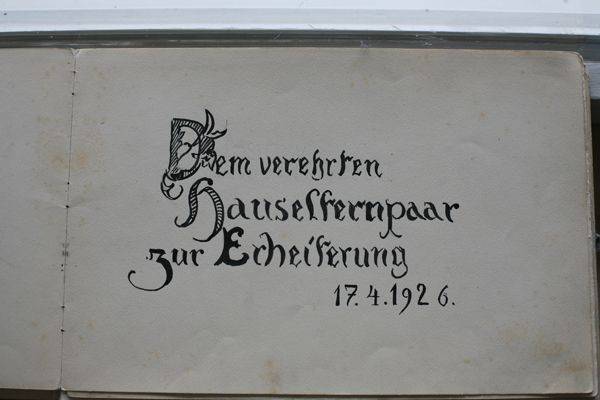 Dem verehrten
Hauselternpaar
zur Erheiterung
17.4.1926.